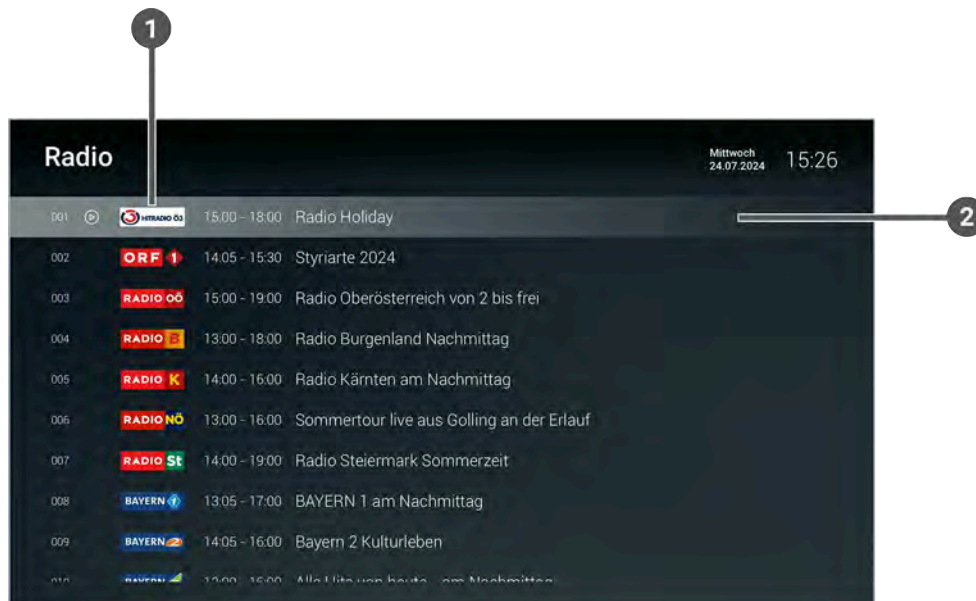 1
Radio
Mittwoch
24.07.2024
15:26
2
001 3 HITRADIO Ö3 15:00 - 18:00 Radio Holiday
002 ORF 1 14:05 - 15:30 Styriarte 2024
003 RADIO OÖ 15:00 - 19:00 Radio Oberösterreich von 2 bis frei
004 RADIO B 13:00 - 18:00 Radio Burgenland Nachmittag
005 RADIO K 14:00 - 16:00 Radio Kärnten am Nachmittag
006 RADIO NÖ 13:00 - 16:00 Sommertour live aus Golling an der Erlauf
007 RADIO St 14:00 - 19:00 Radio Steiermark Sommerzeit
008 BAYERN 1 13:05 - 17:00 BAYERN 1 am Nachmittag
009 BAYERN 2 14:05 - 16:00 Bayern 2 Kulturleben
010 BAYERN